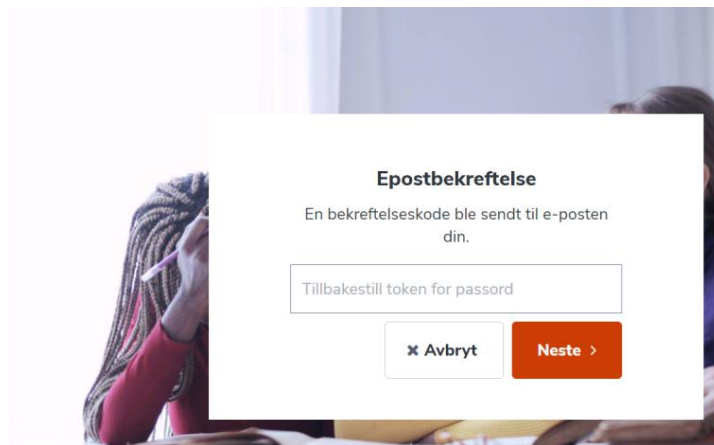 Epostbekreftelse
En bekreftelseskode ble sendt til e-posten
din.
Tillbakestill token for passord
✖ Avbryt
Neste >